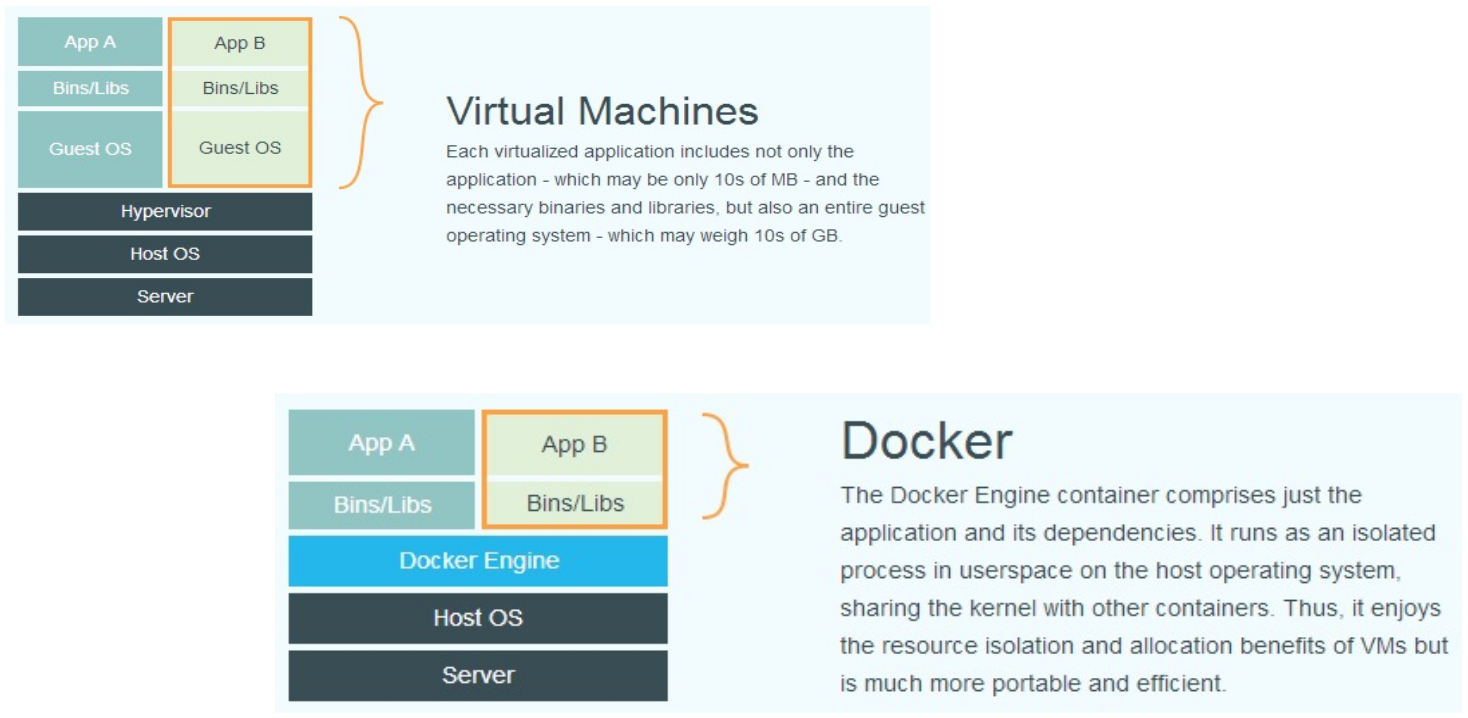 App A
App B
Bins/Libs
Bins/Libs
Guest OS
Guest OS
Hypervisor
Host OS
Server
Virtual Machines
Each virtualized application includes not only the
application - which may be only 10s of MB - and the
necessary binaries and libraries, but also an entire guest
operating system - which may weigh 10s of GB.
App A
App B
Bins/Libs
Bins/Libs
Docker Engine
Host OS
Server
Docker
The Docker Engine container comprises just the
application and its dependencies. It runs as an isolated
process in userspace on the host operating system,
sharing the kernel with other containers. Thus, it enjoys
the resource isolation and allocation benefits of VMs but
is much more portable and efficient.